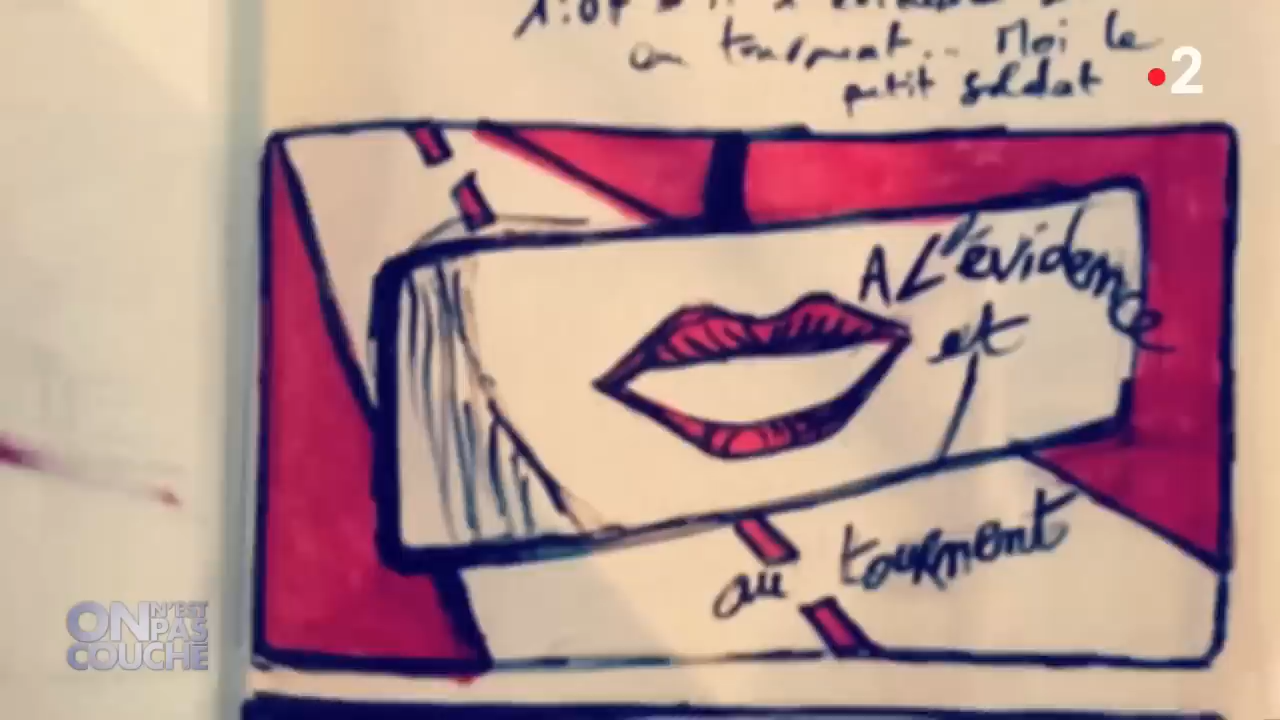 au tourment... Moi le
petit soldat
2
A L'évidence
et
au tourment
ON
N'EST
PAS
COUCHÉ